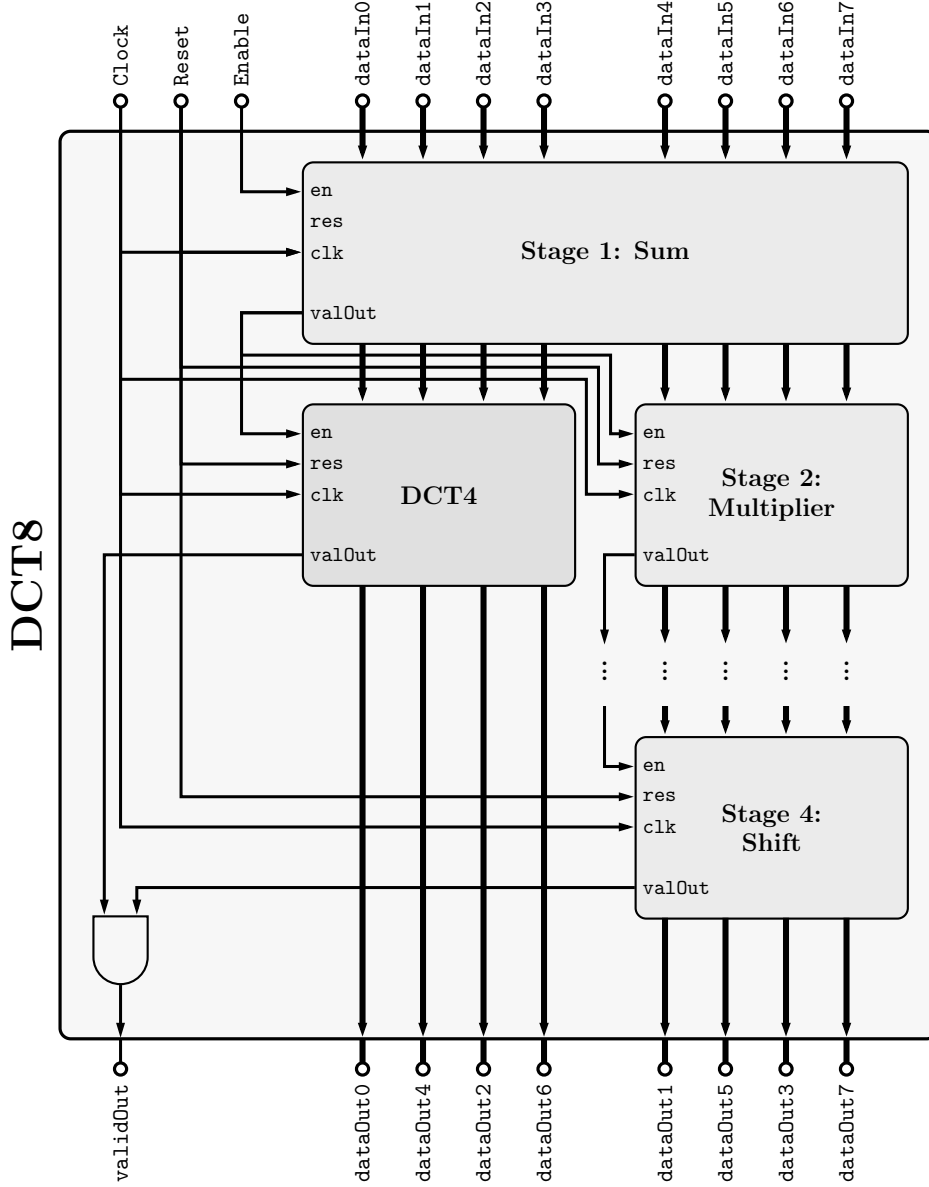 Clock
Reset
Enable
dataIn0
dataIn1
dataIn2
dataIn3
dataIn4
dataIn5
dataIn6
dataIn7
DCT8
en
res
clk
valOut
Stage 1: Sum
en
res
clk
valOut
DCT4
en
res
clk
valOut
Stage 2:
Multiplier
...
...
...
...
...
en
res
clk
valOut
Stage 4:
Shift
validOut
dataOut0
dataOut4
dataOut2
dataOut6
dataOut1
dataOut5
dataOut3
dataOut7